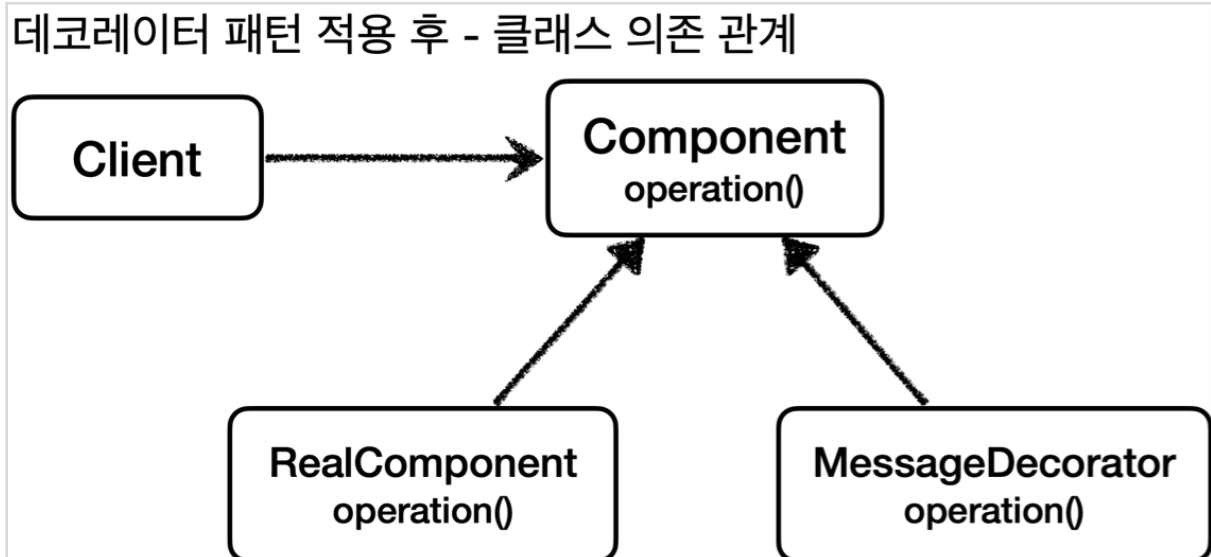 데코레이터 패턴 적용 후 - 클래스 의존 관계
Client
Component
operation()
RealComponent
operation()
MessageDecorator
operation()